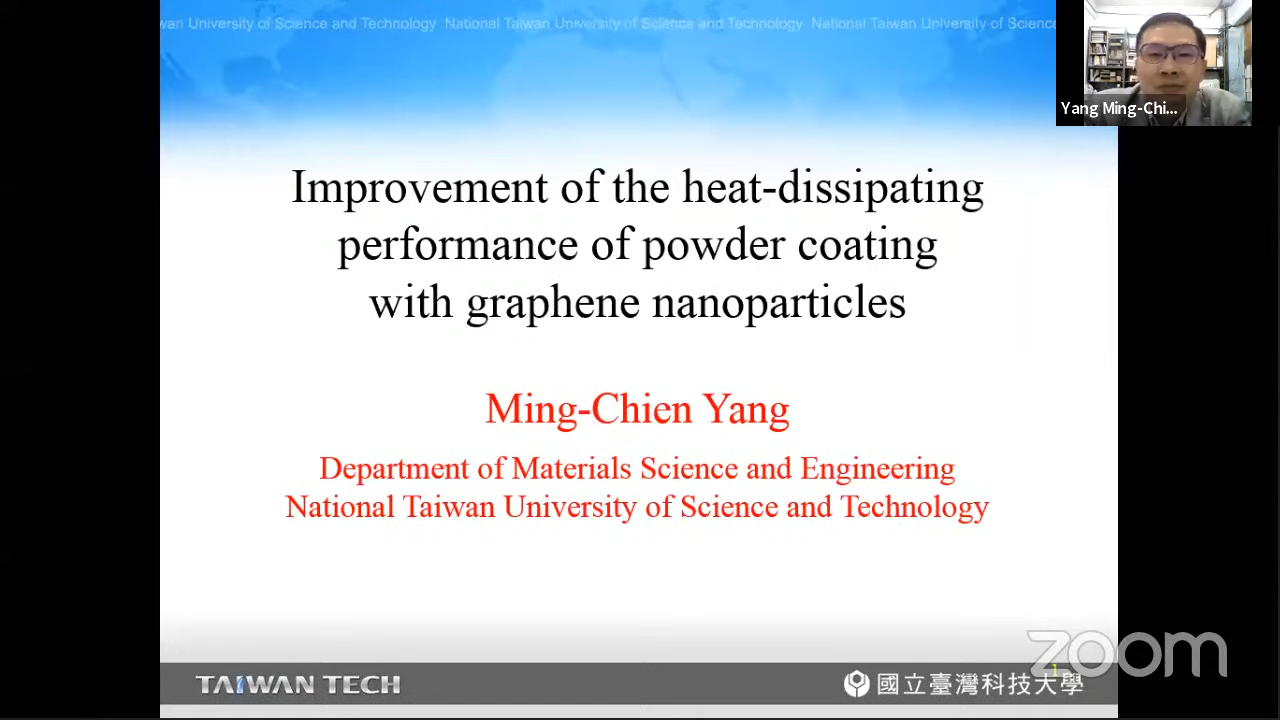 wan University of Science and Technology National Taiwan University of Science and Technology National Taiwan University of Science
Yang Ming-Chi...
Improvement of the heat-dissipating
performance of powder coating
with graphene nanoparticles
Ming-Chien Yang
Department of Materials Science and Engineering
National Taiwan University of Science and Technology
zoom
1
TAIWAN TECH
國立臺灣科技大學